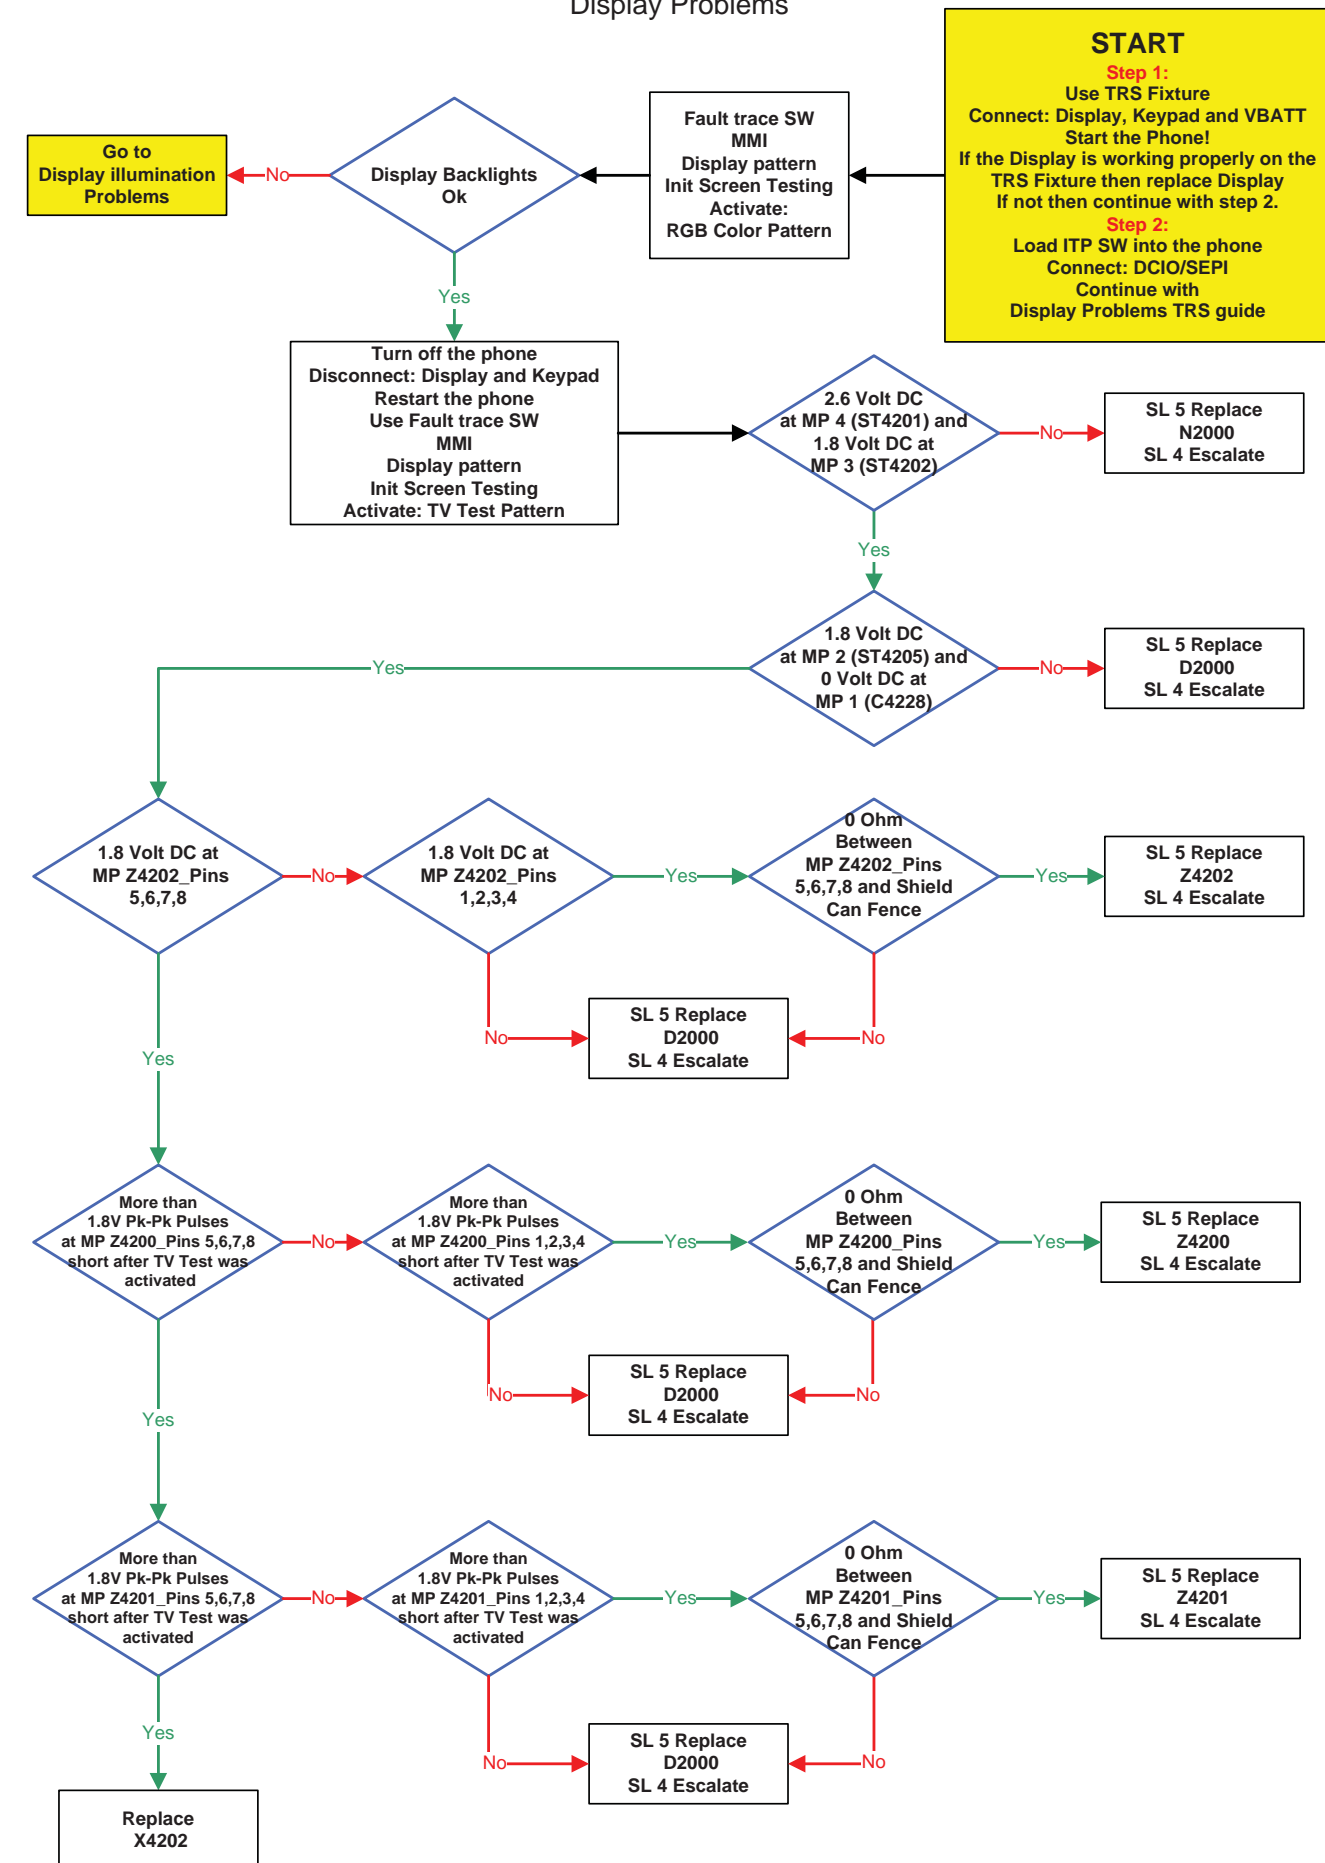 Display Problems
START
Step 1:
Use TRS Fixture
Connect: Display, Keypad and VBATT
Start the Phone!
If the Display is working properly on the
TRS Fixture then replace Display
If not then continue with step 2.
Step 2:
Load ITP SW into the phone
Connect: DCIO/SEPI
Continue with
Display Problems TRS guide
Fault trace SW
MMI
Display pattern
Init Screen Testing
Activate:
RGB Color Pattern
Display Backlights
Ok
No
Go to
Display illumination
Problems
Yes
Turn off the phone
Disconnect: Display and Keypad
Restart the phone
Use Fault trace SW
MMI
Display pattern
Init Screen Testing
Activate: TV Test Pattern
2.6 Volt DC
at MP 4 (ST4201) and
1.8 Volt DC at
MP 3 (ST4202)
No
SL 5 Replace
N2000
SL 4 Escalate
Yes
1.8 Volt DC
at MP 2 (ST4205) and
0 Volt DC at
MP 1 (C4228)
No
SL 5 Replace
D2000
SL 4 Escalate
Yes
1.8 Volt DC at
MP Z4202_Pins
5,6,7,8
No
1.8 Volt DC at
MP Z4202_Pins
1,2,3,4
Yes
0 Ohm
Between
MP Z4202_Pins
5,6,7,8 and Shield
Can Fence
Yes
SL 5 Replace
Z4202
SL 4 Escalate
No
SL 5 Replace
D2000
SL 4 Escalate
No
Yes
More than
1.8V Pk-Pk Pulses
at MP Z4200_Pins 5,6,7,8
short after TV Test was
activated
No
More than
1.8V Pk-Pk Pulses
at MP Z4200_Pins 1,2,3,4
short after TV Test was
activated
Yes
0 Ohm
Between
MP Z4200_Pins
5,6,7,8 and Shield
Can Fence
Yes
SL 5 Replace
Z4200
SL 4 Escalate
No
SL 5 Replace
D2000
SL 4 Escalate
No
Yes
More than
1.8V Pk-Pk Pulses
at MP Z4201_Pins 5,6,7,8
short after TV Test was
activated
No
More than
1.8V Pk-Pk Pulses
at MP Z4201_Pins 1,2,3,4
short after TV Test was
activated
Yes
0 Ohm
Between
MP Z4201_Pins
5,6,7,8 and Shield
Can Fence
Yes
SL 5 Replace
Z4201
SL 4 Escalate
No
SL 5 Replace
D2000
SL 4 Escalate
No
Yes
Replace
X4202